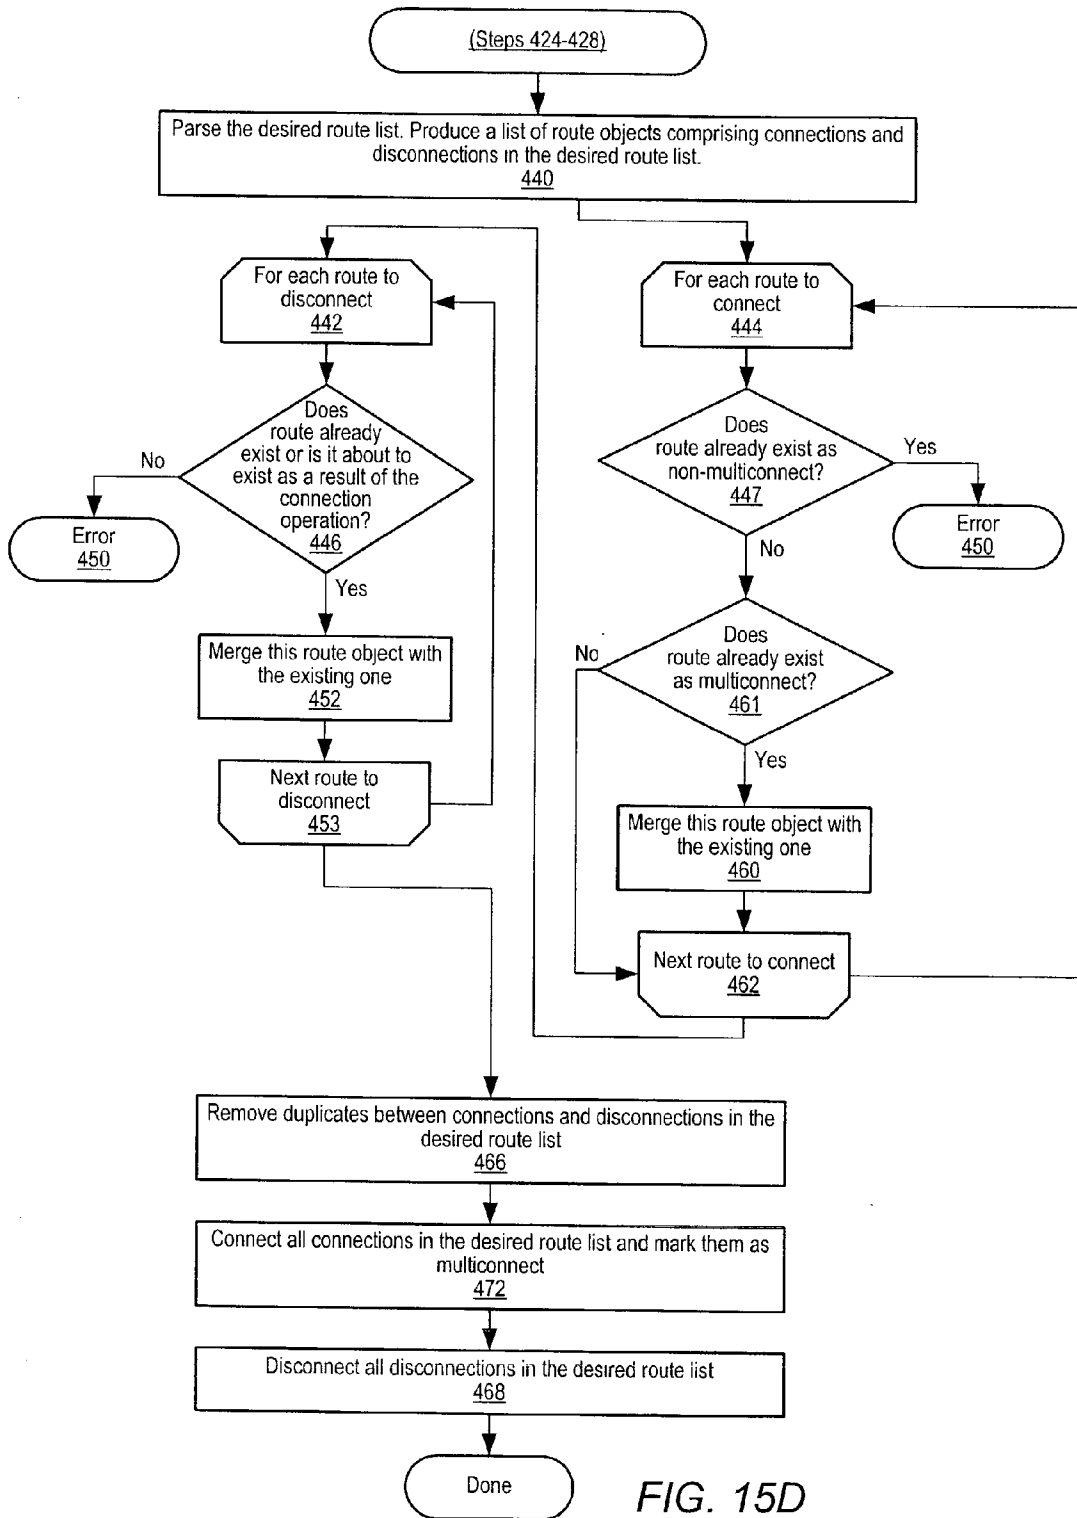 (Steps 424-428)
Parse the desired route list. Produce a list of route objects comprising connections and
disconnections in the desired route list.
440
For each route to
disconnect
442
Does
route already
exist or is it about to
exist as a result of the
connection
operation?
446
No
Error
450
Yes
Merge this route object with
the existing one
452
Next route to
disconnect
453
For each route to
connect
444
Does
route already exist as
non-multiconnect?
447
Yes
Error
450
No
Does
route already exist
as multiconnect?
461
No
Yes
Merge this route object with
the existing one
460
Next route to connect
462
Remove duplicates between connections and disconnections in the
desired route list
466
Connect all connections in the desired route list and mark them as
multiconnect
472
Disconnect all disconnections in the desired route list
468
Done
FIG. 15D